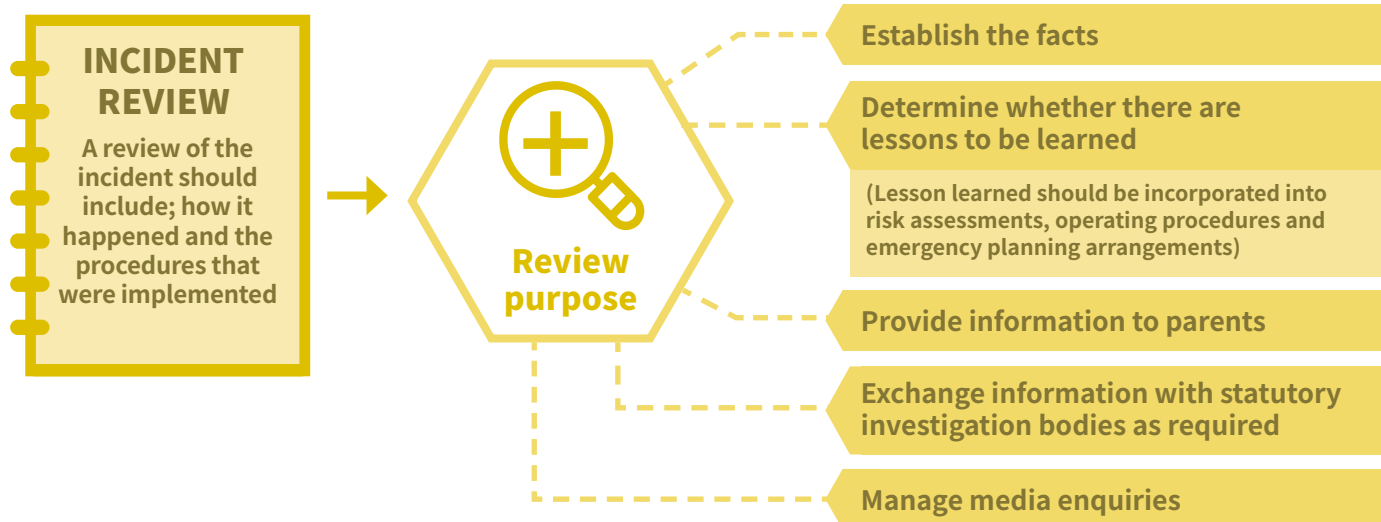 INCIDENT
REVIEW
A review of the
incident should
include; how it
happened and the
procedures that
were implemented
Review
purpose
Establish the facts
Determine whether there are
lessons to be learned
(Lesson learned should be incorporated into
risk assessments, operating procedures and
emergency planning arrangements)
Provide information to parents
Exchange information with statutory
investigation bodies as required
Manage media enquiries